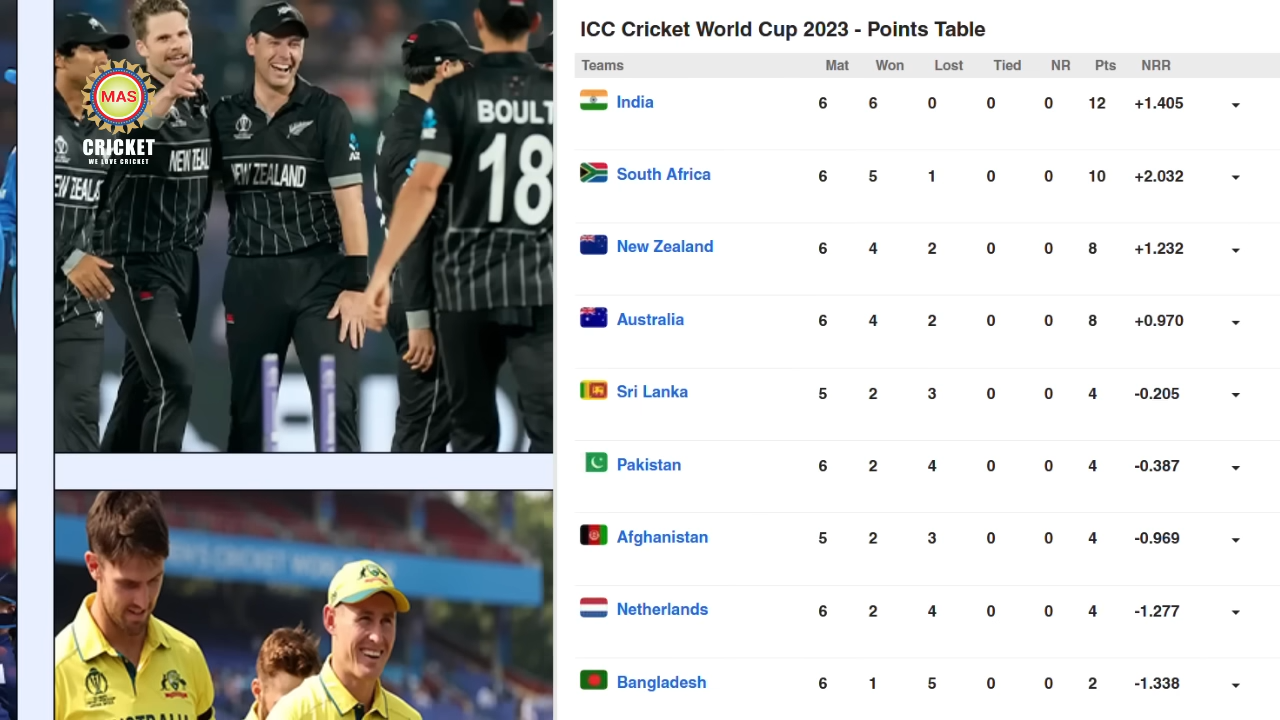 MAS
CRICKET
WE LOVE CRICKET
NEW ZEALAND
BOULT
18
AUSTRALIA
ICC Cricket World Cup 2023 - Points Table
Teams Mat Won Lost Tied NR Pts NRR
India 6 6 0 0 0 12 +1.405
South Africa 6 5 1 0 0 10 +2.032
New Zealand 6 4 2 0 0 8 +1.232
Australia 6 4 2 0 0 8 +0.970
Sri Lanka 5 2 3 0 0 4 -0.205
Pakistan 6 2 4 0 0 4 -0.387
Afghanistan 5 2 3 0 0 4 -0.969
Netherlands 6 2 4 0 0 4 -1.277
Bangladesh 6 1 5 0 0 2 -1.338